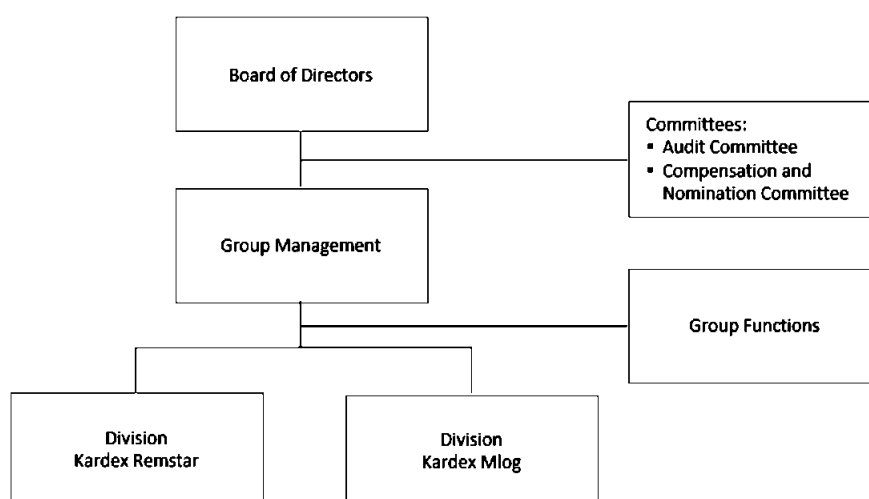 Board of Directors
Committees:
▪ Audit Committee
▪ Compensation and
Nomination Committee
Group Management
Group Functions
Division
Kardex Remstar
Division
Kardex Mlog